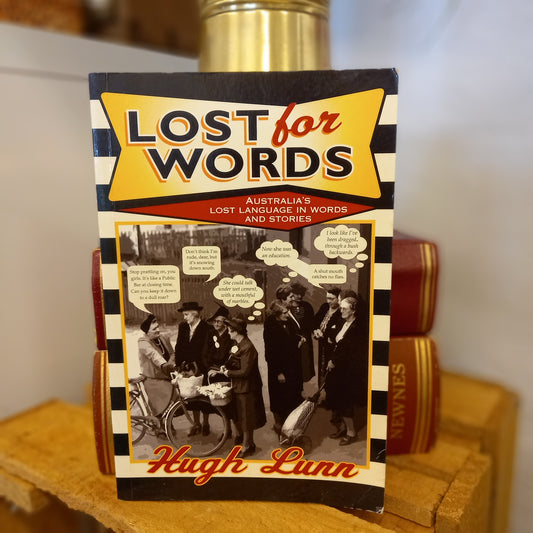 LOST for
WORDS
AUSTRALIA'S
LOST LANGUAGE IN WORDS
AND STORIES
Stop prattling on, you
girls. It's like a Public
Bar at closing time.
Can you keep it down
to a dull roar?
Don't think I'm
rude, dear, but
it's snowing
down south.
She could talk
under wet cement,
with a mouthful
of marbles.
Now she was
an education.
I look like I've
been dragged
through a bush
backwards.
A shut mouth
catches no flies.
Hugh Lunn
NEWNES